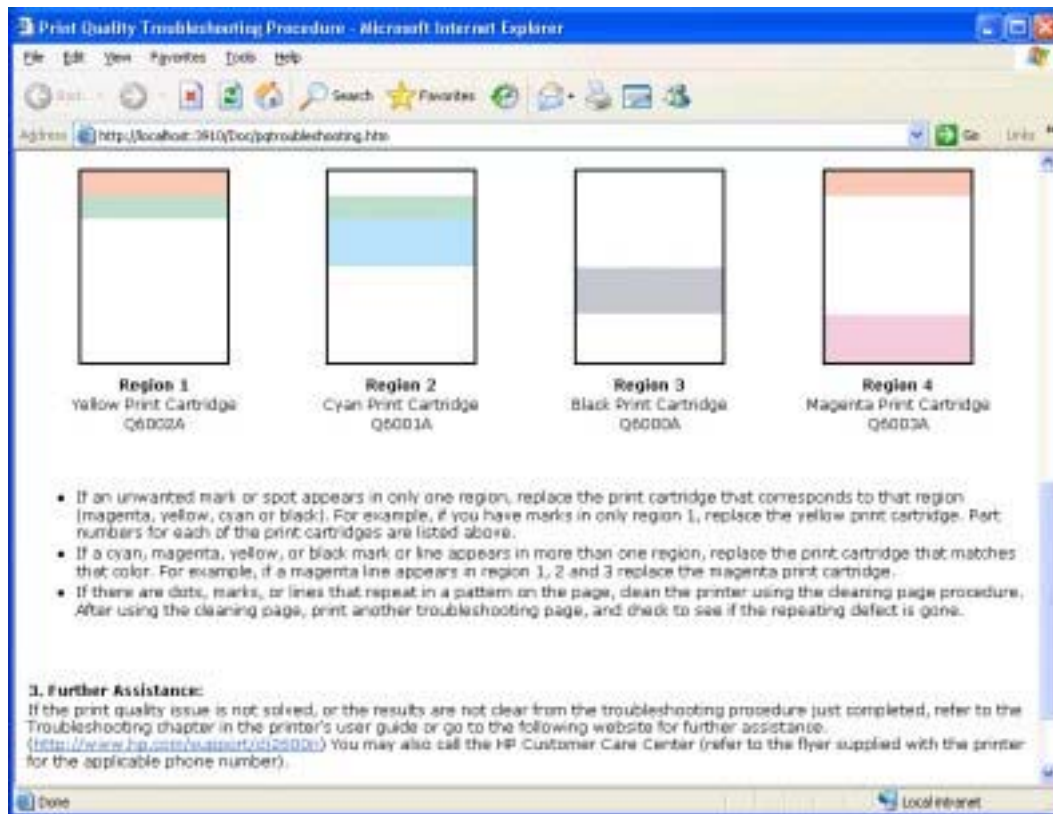 Print Quality Troubleshooting Procedure - Microsoft Internet Explorer
File Edit View Favorites Tools Help
Back Search Favorites
Address http://localhost:3910/Doc/pqtroubleshooting.htm Go Links
Region 1
Yellow Print Cartridge
Q6002A
Region 2
Cyan Print Cartridge
Q6001A
Region 3
Black Print Cartridge
Q6000A
Region 4
Magenta Print Cartridge
Q6003A
• If an unwanted mark or spot appears in only one region, replace the print cartridge that corresponds to that region
(magenta, yellow, cyan or black). For example, if you have marks in only region 1, replace the yellow print cartridge. Part
numbers for each of the print cartridges are listed above.
• If a cyan, magenta, yellow, or black mark or line appears in more than one region, replace the print cartridge that matches
that color. For example, if a magenta line appears in region 1, 2 and 3 replace the magenta print cartridge.
• If there are dots, marks, or lines that repeat in a pattern on the page, clean the printer using the cleaning page procedure.
After using the cleaning page, print another troubleshooting page, and check to see if the repeating defect is gone.
3. Further Assistance:
If the print quality issue is not solved, or the results are not clear from the troubleshooting procedure just completed, refer to the
Troubleshooting chapter in the printer's user guide or go to the following website for further assistance.
(http://www.hp.com/support/clj2600n) You may also call the HP Customer Care Center (refer to the flyer supplied with the printer
for the applicable phone number).
Done Local intranet